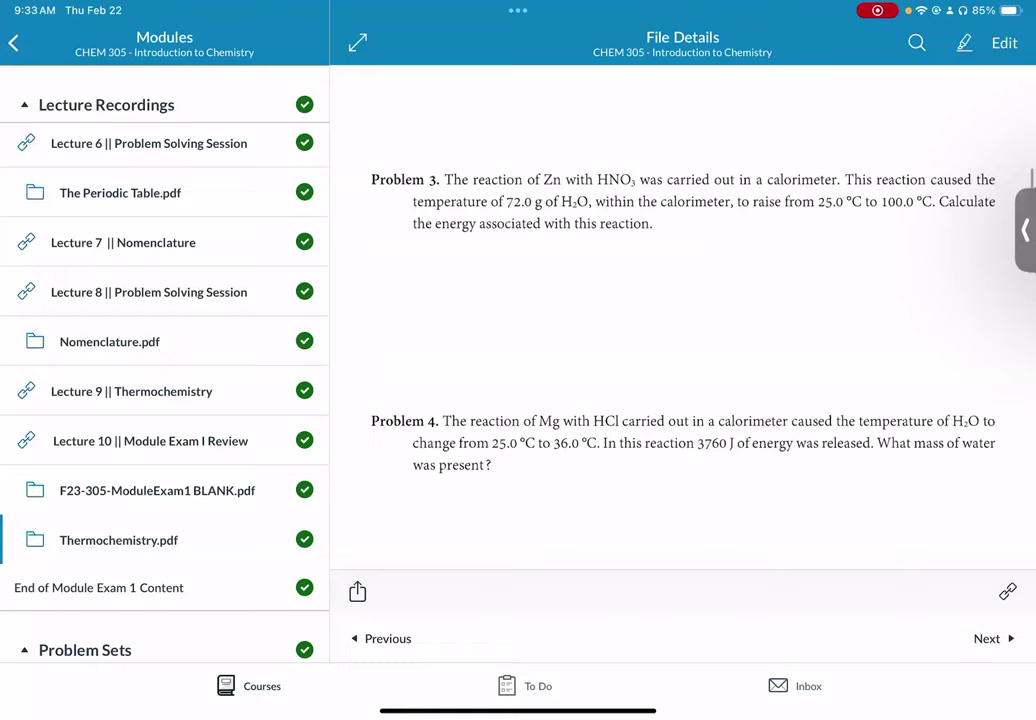 9:33 AM Thu Feb 22
85%
Modules
CHEM 305 - Introduction to Chemistry
File Details
CHEM 305 - Introduction to Chemistry
Edit
Lecture Recordings
Lecture 6 || Problem Solving Session
The Periodic Table.pdf
Lecture 7 || Nomenclature
Lecture 8 || Problem Solving Session
Nomenclature.pdf
Lecture 9 || Thermochemistry
Lecture 10 || Module Exam I Review
F23-305-ModuleExam1 BLANK.pdf
Thermochemistry.pdf
End of Module Exam 1 Content
Problem Sets
Problem 3. The reaction of Zn with HNO₃ was carried out in a calorimeter. This reaction caused the
temperature of 72.0 g of H₂O, within the calorimeter, to raise from 25.0 °C to 100.0 °C. Calculate
the energy associated with this reaction.
Problem 4. The reaction of Mg with HCl carried out in a calorimeter caused the temperature of H₂O to
change from 25.0 °C to 36.0 °C. In this reaction 3760 J of energy was released. What mass of water
was present?
Previous
Next
Courses
To Do
Inbox